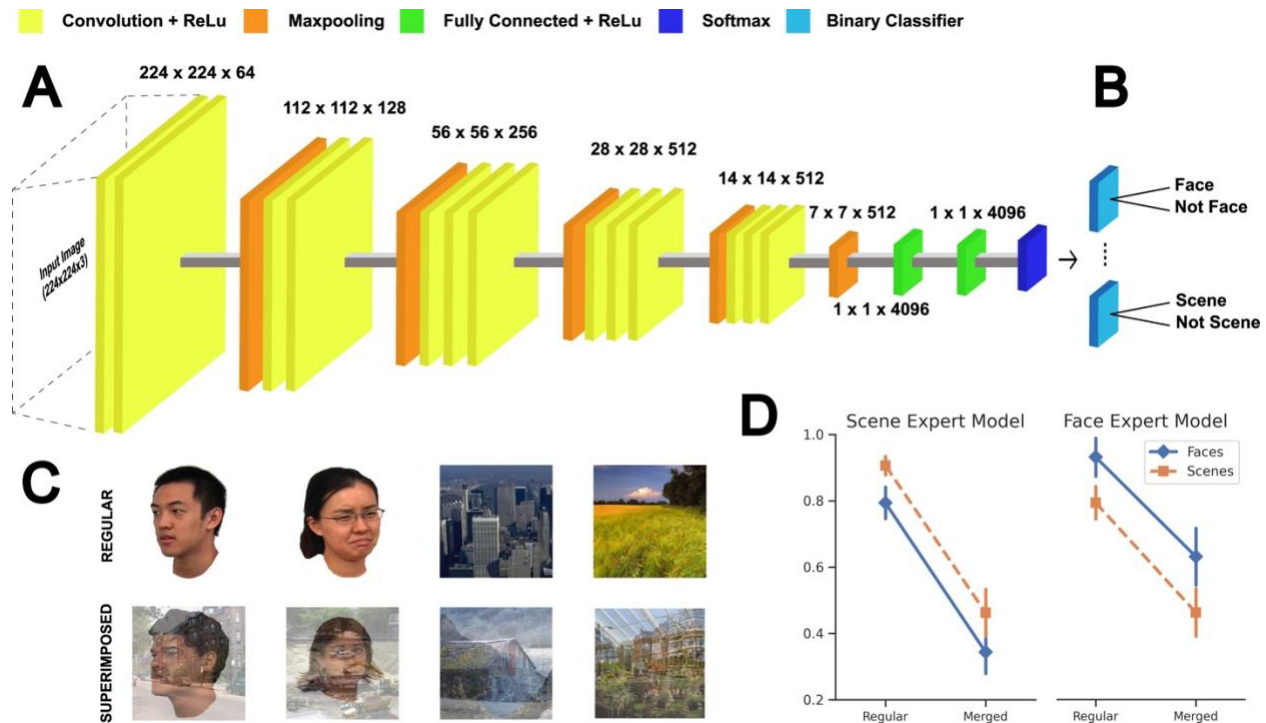 Convolution + ReLu
Maxpooling
Fully Connected + ReLu
Softmax
Binary Classifier
A
224 x 224 x 64
112 x 112 x 128
56 x 56 x 256
28 x 28 x 512
14 x 14 x 512
7 x 7 x 512
1 x 1 x 4096
1 x 1 x 4096
Input Image
(224x224x3)
B
Face
Not Face
Scene
Not Scene
C
REGULAR
SUPERIMPOSED
D
Scene Expert Model
Face Expert Model
Faces
Scenes
1.0
0.8
0.6
0.4
0.2
Regular
Merged
Regular
Merged